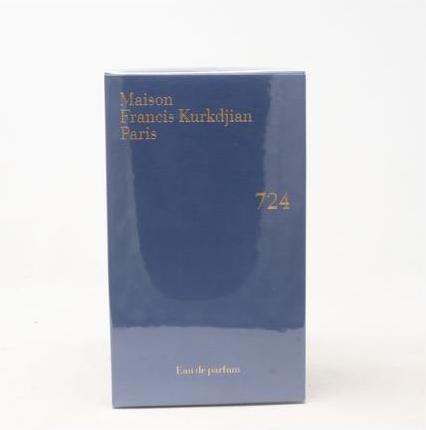 Maison
Francis Kurkdjian
Paris
724
Eau de parfum